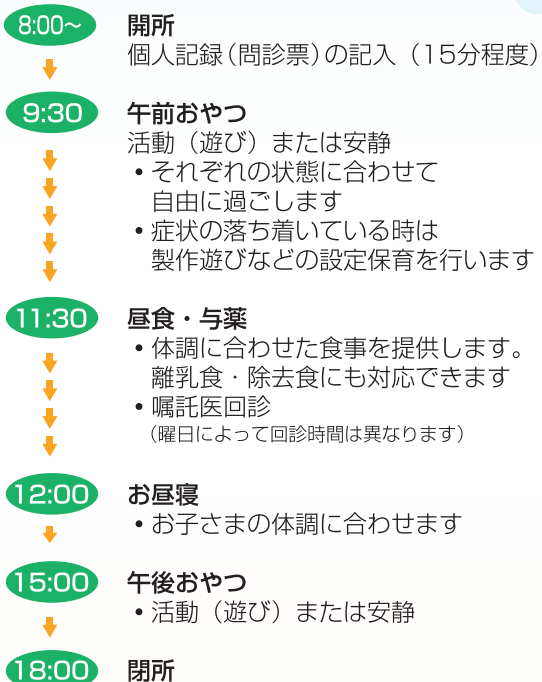 8:00〜 開所
個人記録（問診票）の記入（15分程度）
9:30 午前おやつ
活動（遊び）または安静
・それぞれの状態に合わせて
自由に過ごします
・症状の落ち着いている時は
製作遊びなどの設定保育を行います
11:30 昼食・与薬
・体調に合わせた食事を提供します。
離乳食・除去食にも対応できます
・嘱託医回診
（曜日によって回診時間は異なります）
12:00 お昼寝
・お子さまの体調に合わせます
15:00 午後おやつ
・活動（遊び）または安静
18:00 閉所